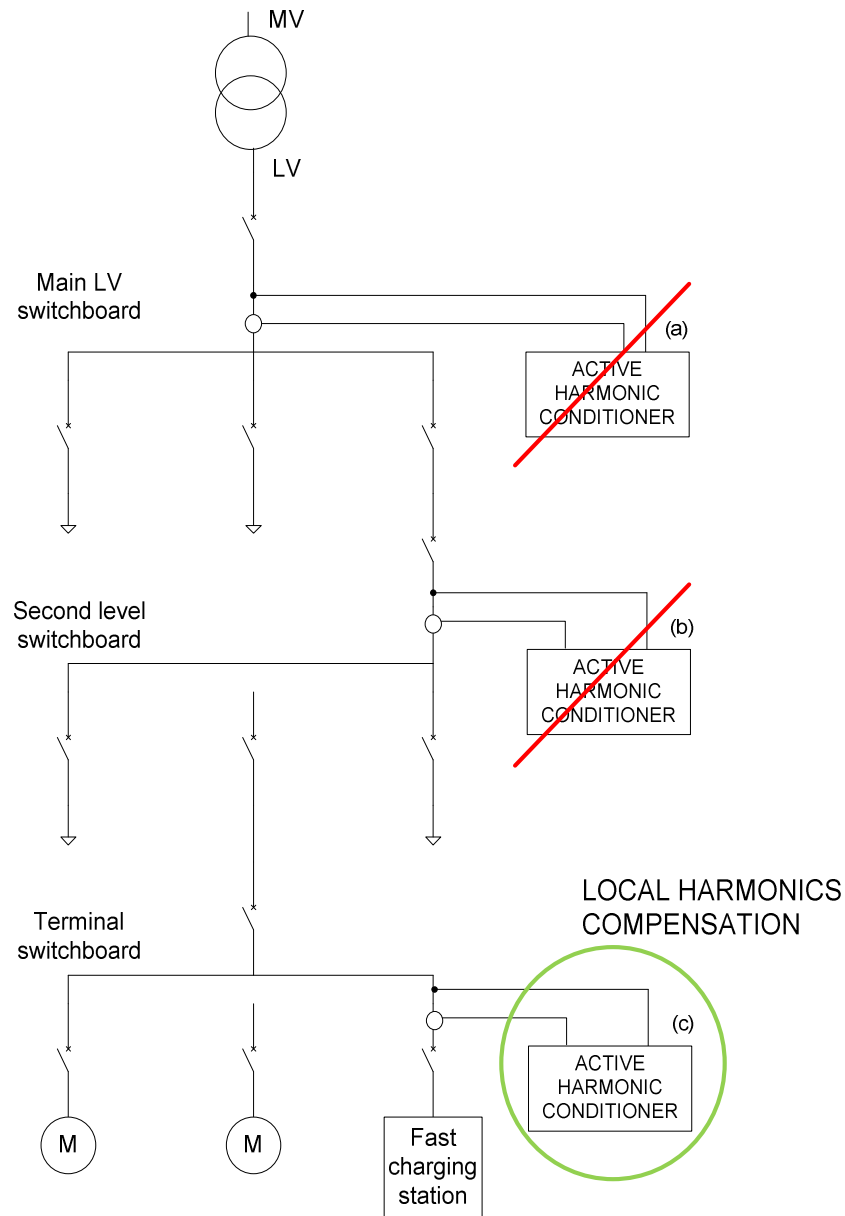 MV
LV
Main LV
switchboard
(a)
ACTIVE
HARMONIC
CONDITIONER
Second level
switchboard
(b)
ACTIVE
HARMONIC
CONDITIONER
LOCAL HARMONICS
COMPENSATION
Terminal
switchboard
(c)
ACTIVE
HARMONIC
CONDITIONER
M
M
Fast
charging
station